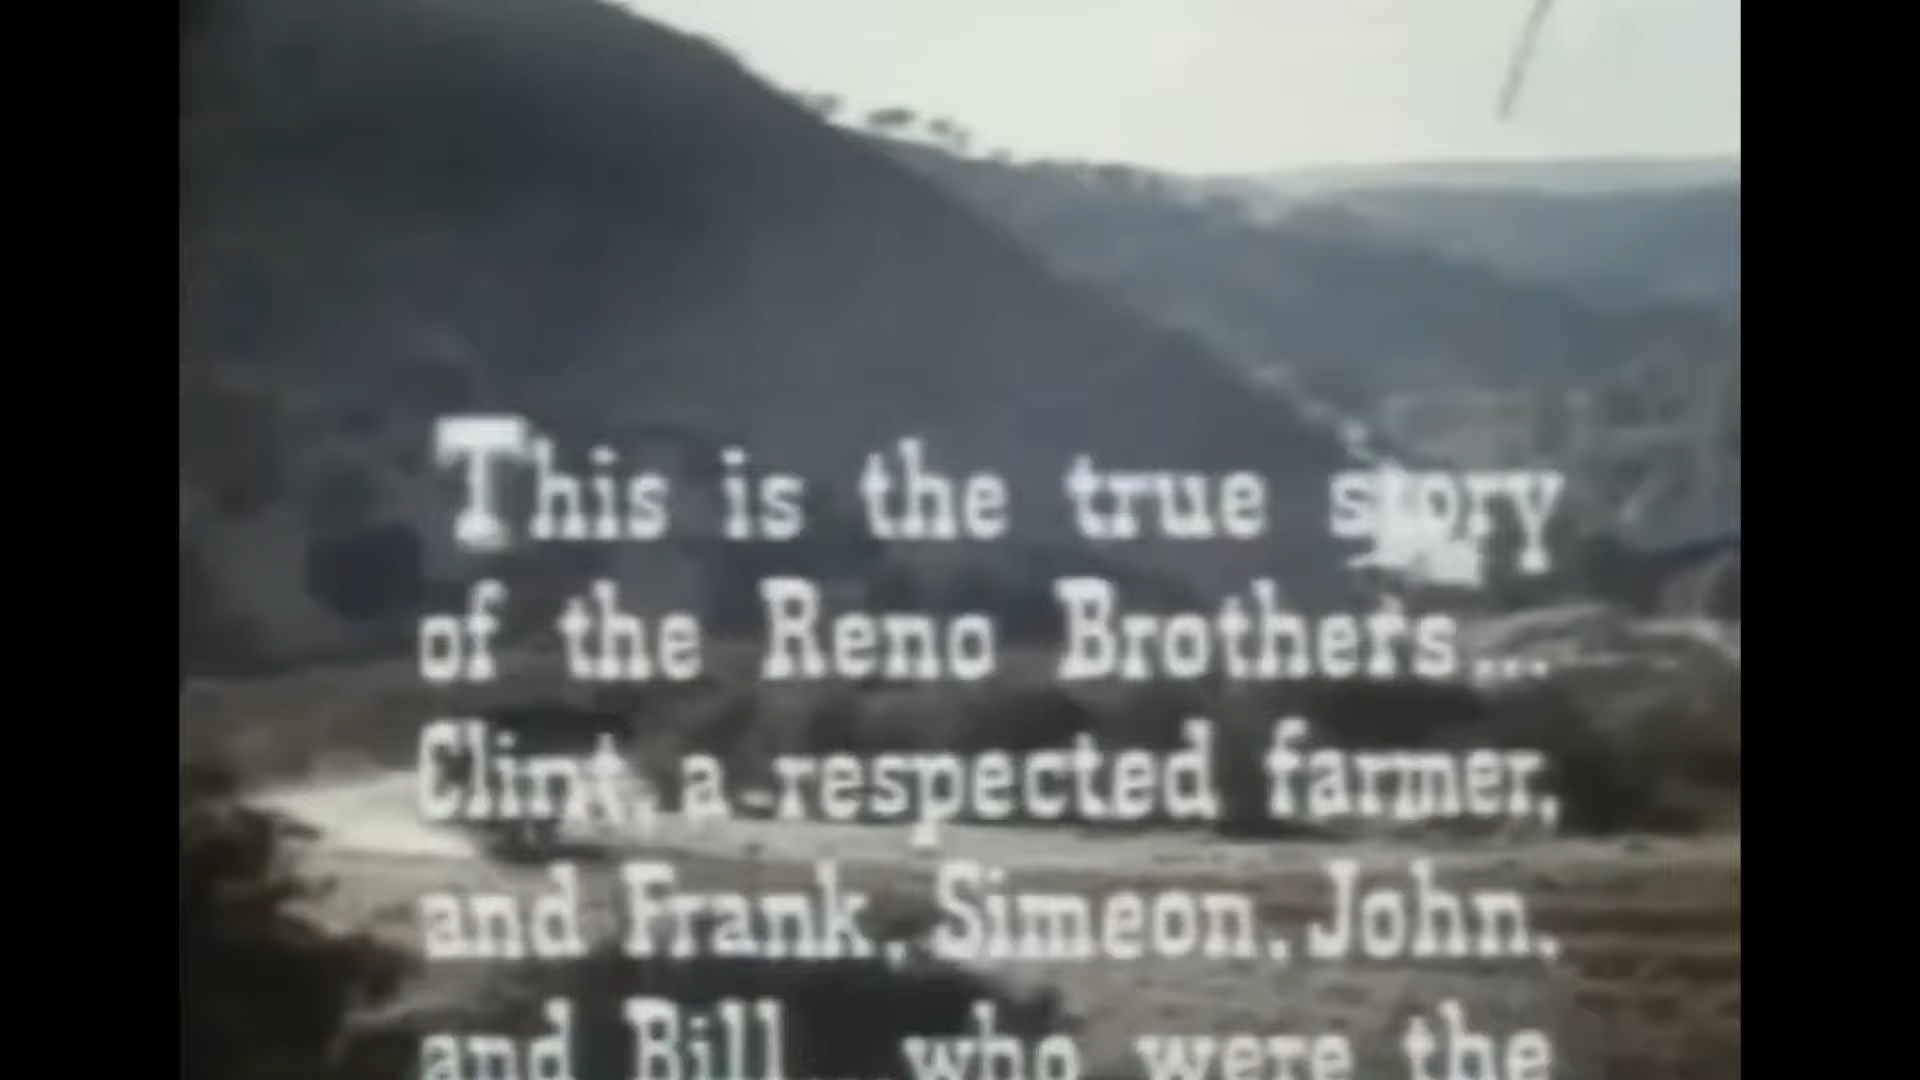 This is the true story
of the Reno Brothers...
Clint, a respected farmer,
and Frank, Simeon, John,
and Bill...who were the